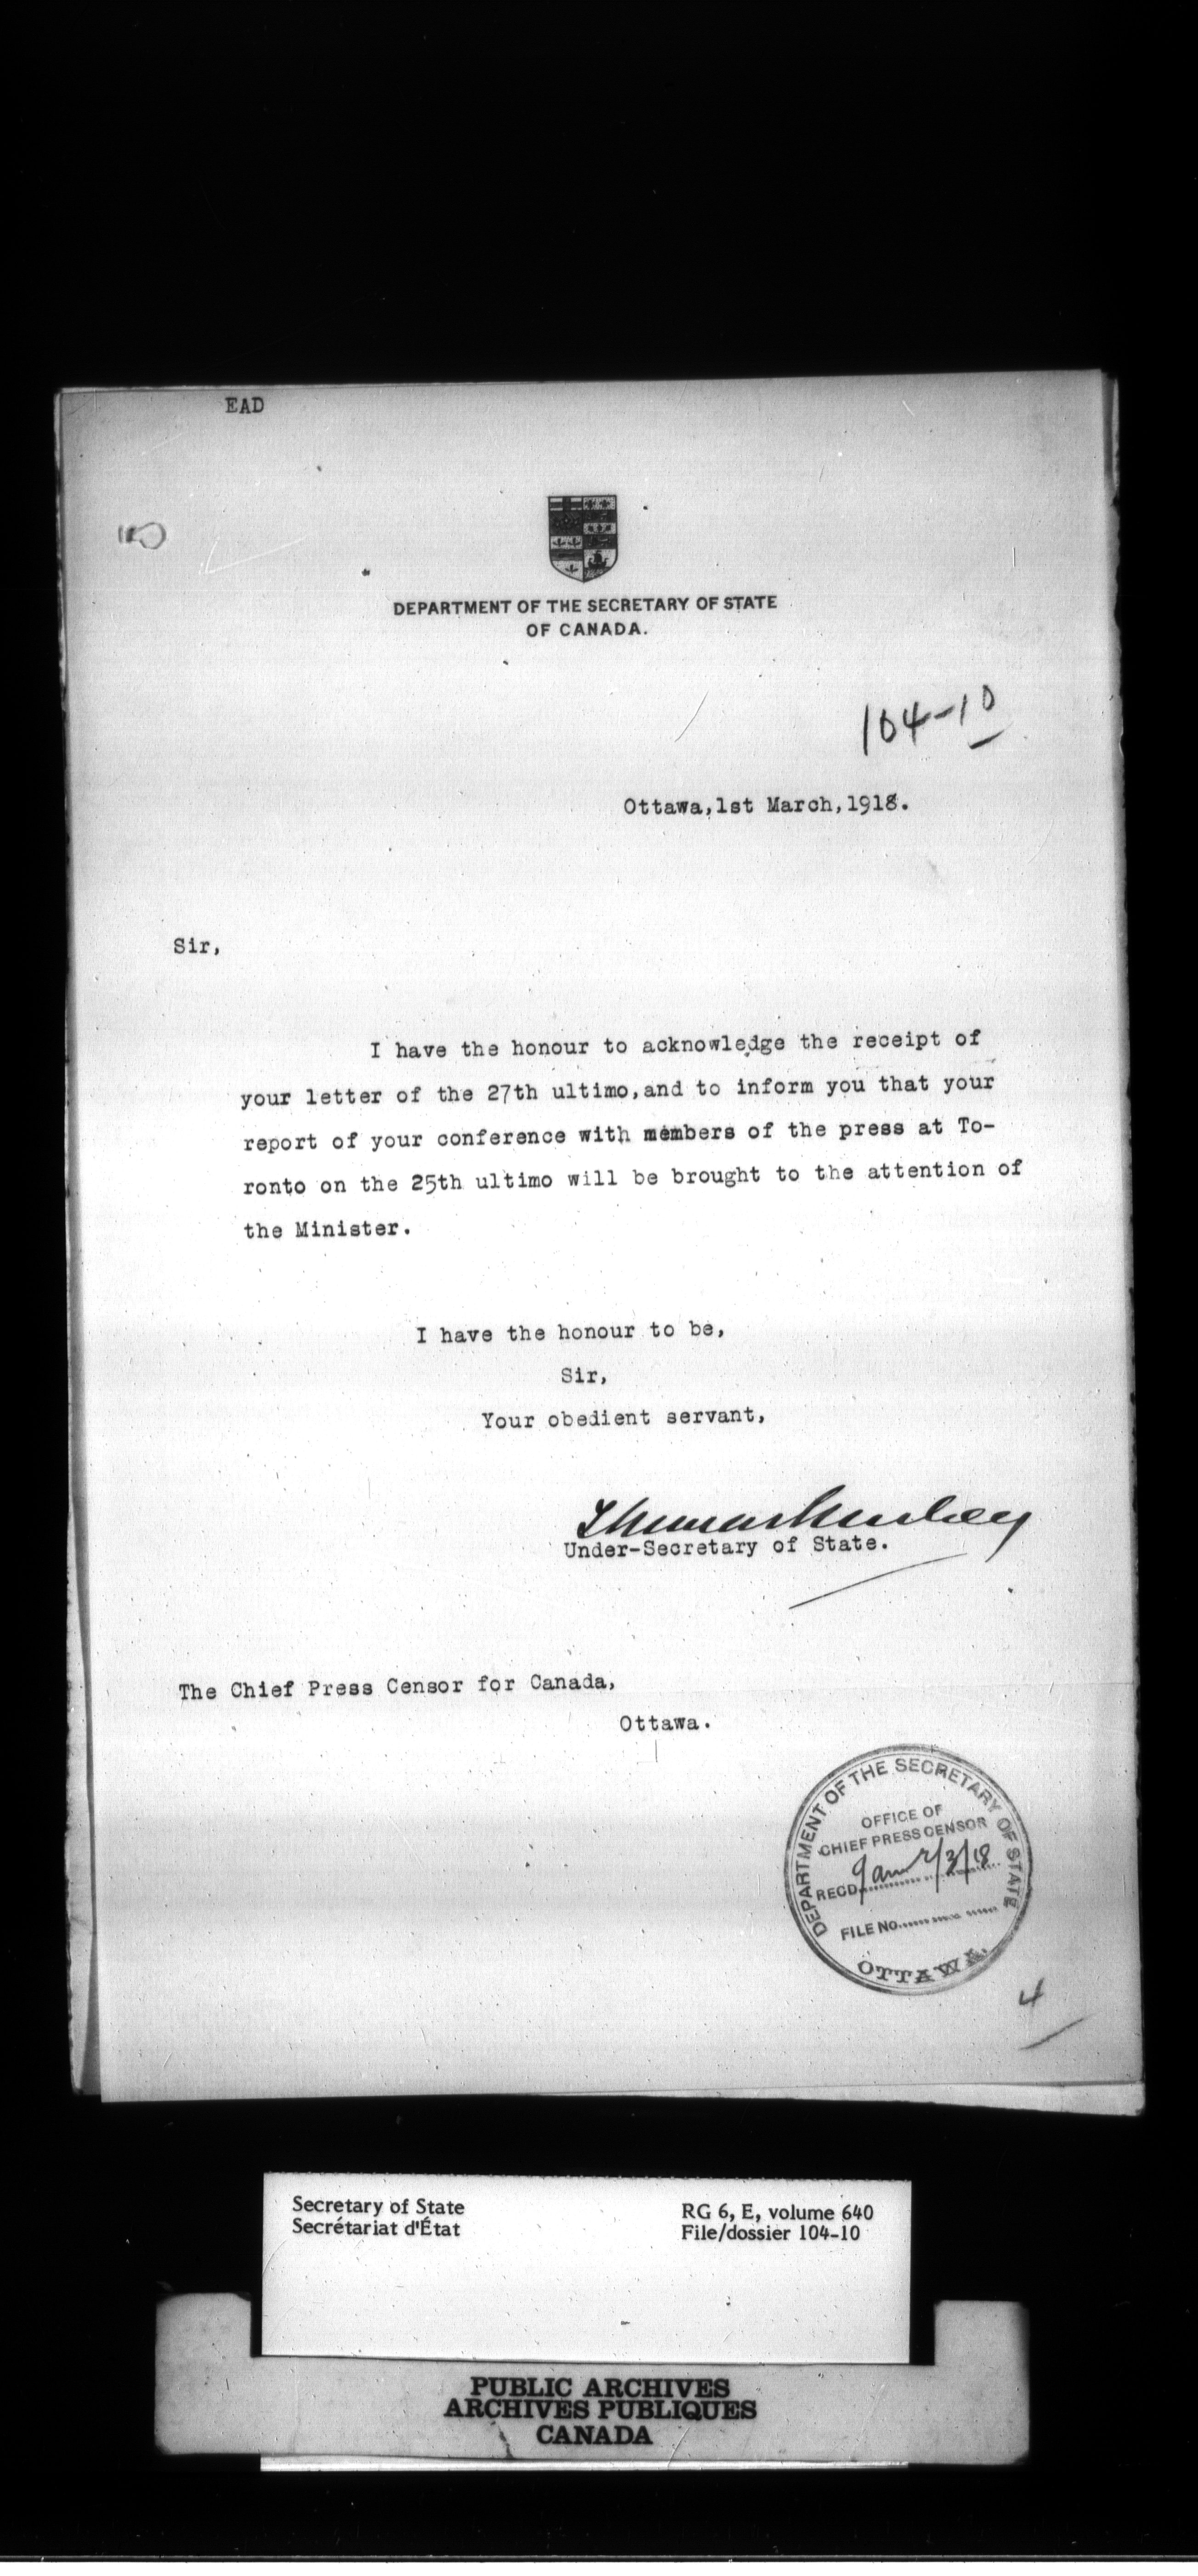 EAD
DEPARTMENT OF THE SECRETARY OF STATE
OF CANADA.
104-10
Ottawa,1st March,1918.
Sir,
I have the honour to acknowledge the receipt of
your letter of the 27th ultimo,and to inform you that your
report of your conference with members of the press at To-
ronto on the 25th ultimo will be brought to the attention of
the Minister.
I have the honour to be,
Sir,
Your obedient servant,
Thomas Mulvey
Under-Secretary of State.
The Chief Press Censor for Canada,
Ottawa.
DEPARTMENT OF THE SECRETARY OF STATE
OFFICE OF
CHIEF PRESS CENSOR
RECD 9am 2/3/18
FILE NO.
OTTAWA.
4
Secretary of State
Secrétariat d'État
RG 6, E, volume 640
File/dossier 104-10
PUBLIC ARCHIVES
ARCHIVES PUBLIQUES
CANADA